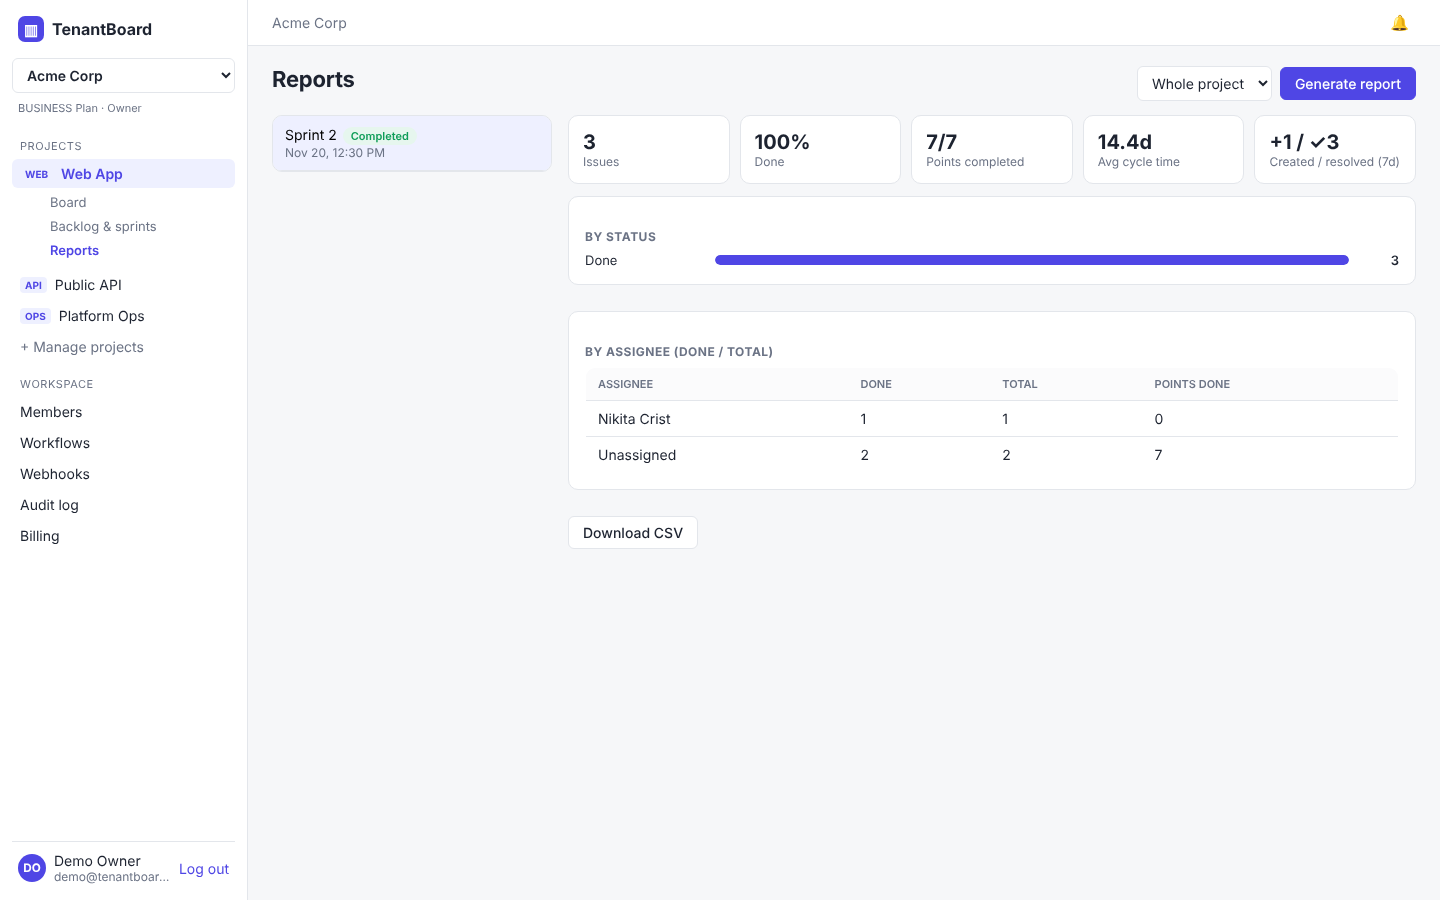 TenantBoard
Acme Corp
BUSINESS Plan · Owner
PROJECTS
WEB Web App
Board
Backlog & sprints
Reports
API Public API
OPS Platform Ops
+ Manage projects
WORKSPACE
Members
Workflows
Webhooks
Audit log
Billing
DO Demo Owner
demo@tenantboar...
Log out
Acme Corp
Reports
Whole project
Generate report
Sprint 2 Completed
Nov 20, 12:30 PM
3
Issues
100%
Done
7/7
Points completed
14.4d
Avg cycle time
+1 / ✓3
Created / resolved (7d)
BY STATUS
Done 3
BY ASSIGNEE (DONE / TOTAL)
ASSIGNEE DONE TOTAL POINTS DONE
Nikita Crist 1 1 0
Unassigned 2 2 7
Download CSV